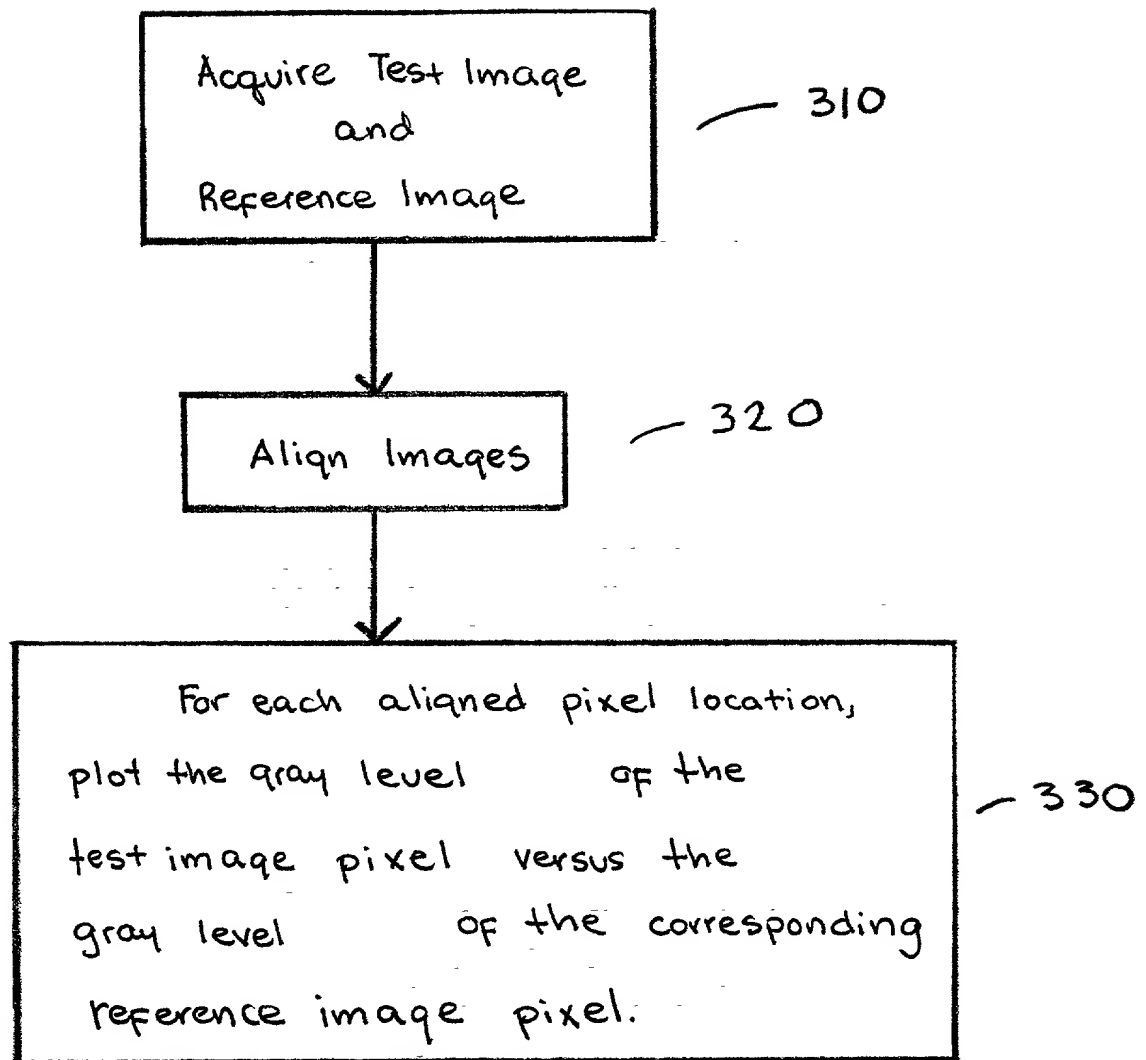 Acquire Test Image
and
Reference Image
310
Align Images
320
For each aligned pixel location,
plot the gray level of the
test image pixel versus the
gray level of the corresponding
reference image pixel.
330